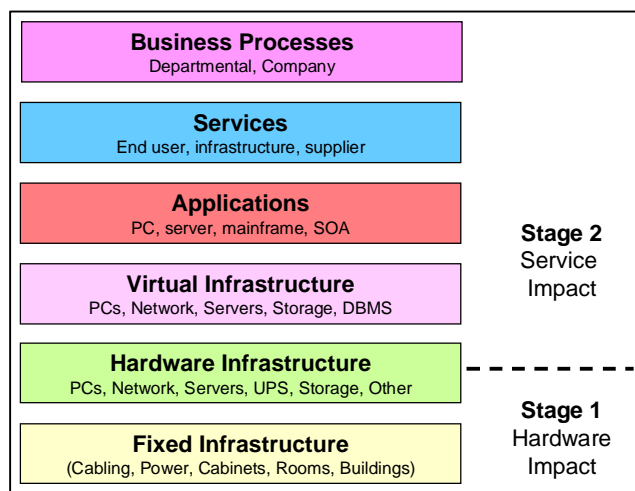 Business Processes
Departmental, Company
Services
End user, infrastructure, supplier
Applications
PC, server, mainframe, SOA
Virtual Infrastructure
PCs, Network, Servers, Storage, DBMS
Hardware Infrastructure
PCs, Network, Servers, UPS, Storage, Other
Fixed Infrastructure
(Cabling, Power, Cabinets, Rooms, Buildings)
Stage 2
Service
Impact
Stage 1
Hardware
Impact